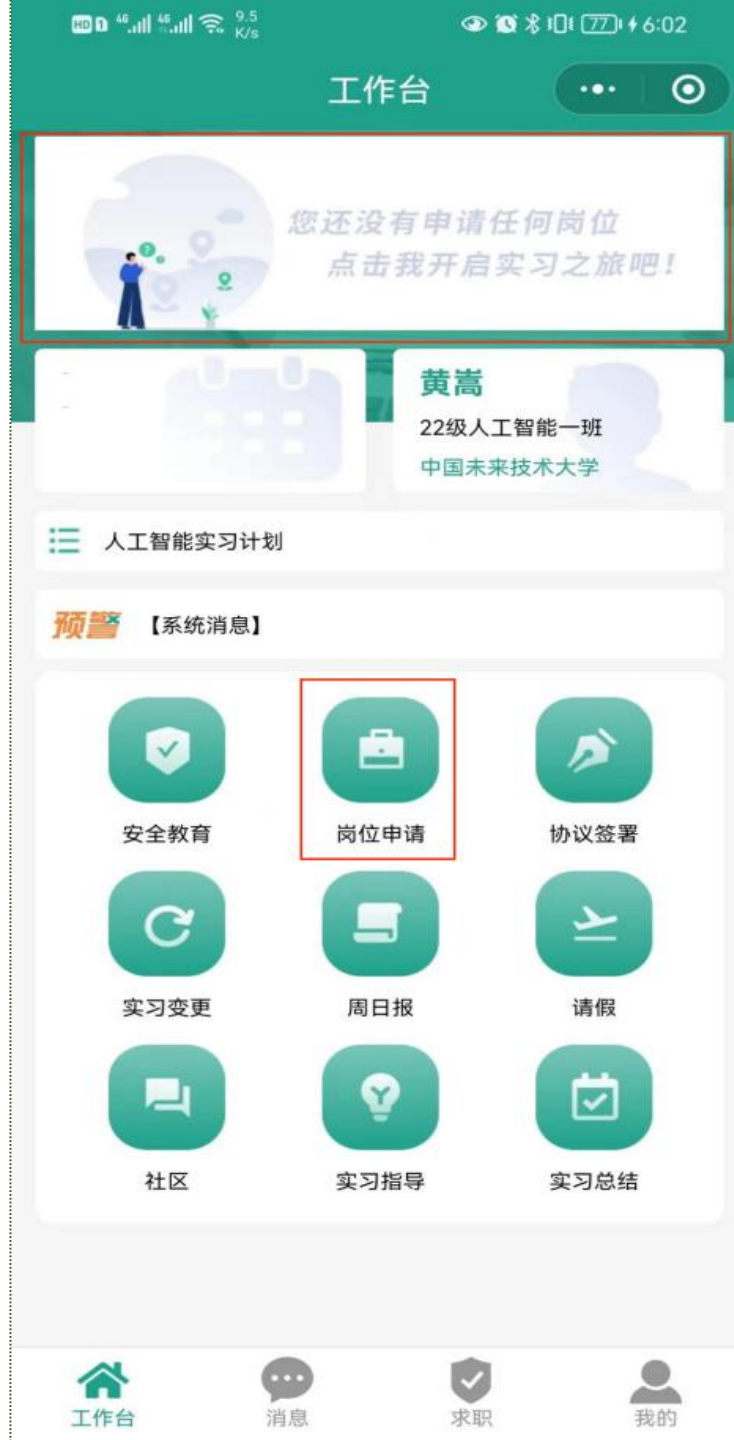 HD 1 4G 4G 9.5 K/s 77 6:02
工作台
您还没有申请任何岗位
点击我开启实习之旅吧!
-
-
黄嵩
22级人工智能一班
中国未来技术大学
人工智能实习计划
预警 【系统消息】
安全教育 岗位申请 协议签署
实习变更 周日报 请假
社区 实习指导 实习总结
工作台 消息 求职 我的